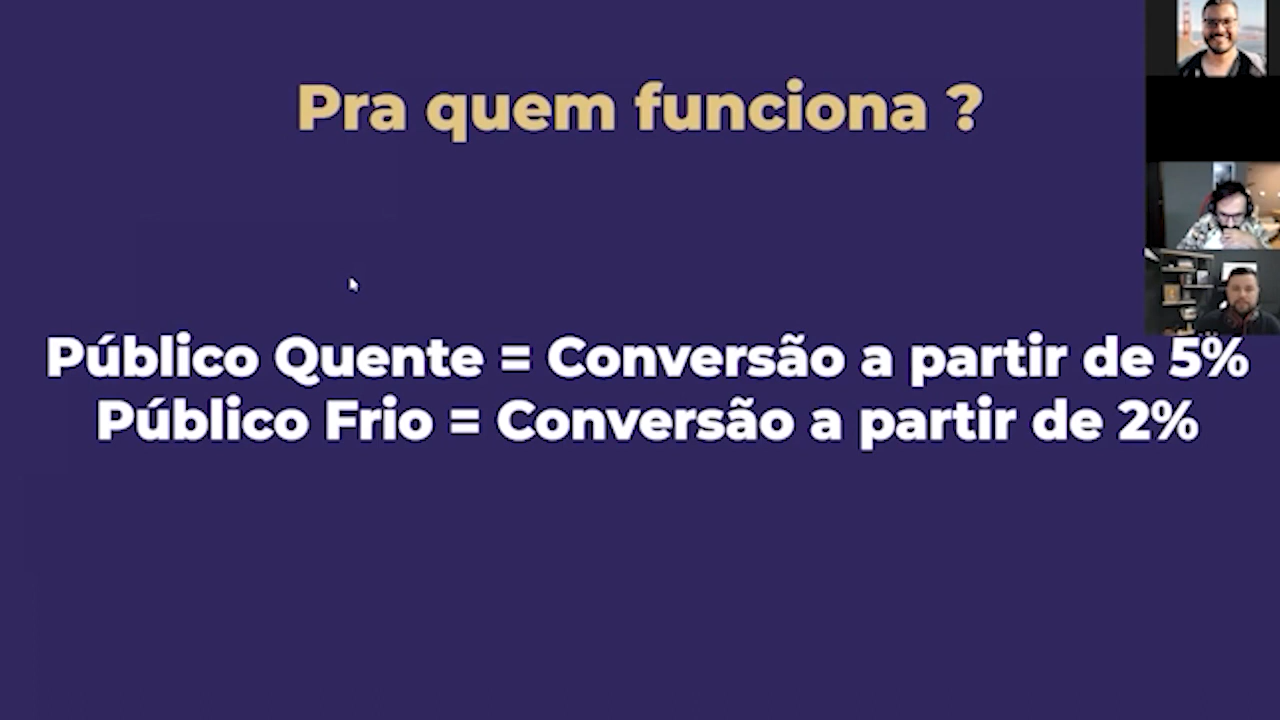 Pra quem funciona ?
Público Quente = Conversão a partir de 5%
Público Frio = Conversão a partir de 2%